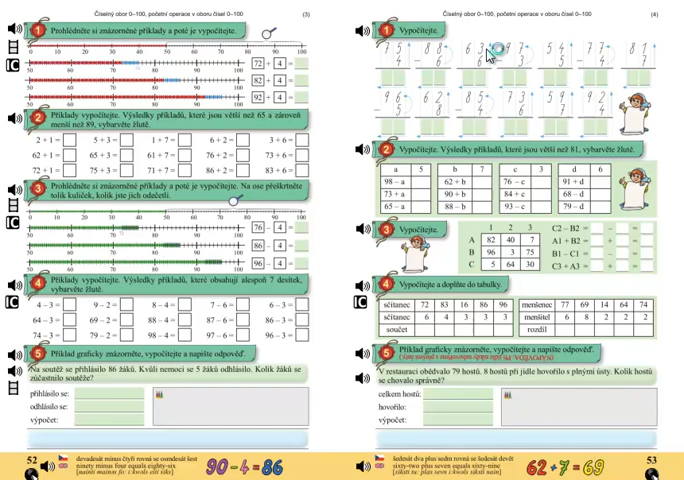 Číselný obor 0–100, početní operace v oboru čísel 0–100 (3)
1 Prohlédněte si znázorněné příklady a poté je vypočítejte.
0 10 20 30 40 50 60 70 80 90 100
72 + 4 =
82 + 4 =
92 + 4 =
2 Příklady vypočítejte. Výsledky příkladů, které jsou větší než 65 a zároveň
menší než 89, vybarvěte žlutě.
2 + 1 = 5 + 3 = 1 + 7 = 6 + 2 = 3 + 6 =
62 + 1 = 65 + 3 = 61 + 7 = 76 + 2 = 73 + 6 =
72 + 1 = 75 + 3 = 71 + 7 = 86 + 2 = 83 + 6 =
3 Prohlédněte si znázorněné příklady a poté je vypočítejte. Na ose přeškrtněte
tolik kuliček, kolik jste jich odečetli.
76 – 4 =
86 – 4 =
96 – 4 =
4 Příklady vypočítejte. Výsledky příkladů, které obsahují alespoň 7 desítek,
vybarvěte žlutě.
4 – 3 = 9 – 2 = 8 – 4 = 7 – 6 = 6 – 3 =
64 – 3 = 69 – 2 = 88 – 4 = 87 – 6 = 86 – 3 =
74 – 3 = 79 – 2 = 98 – 4 = 97 – 6 = 96 – 3 =
5 Příklad graficky znázorněte, vypočítejte a napište odpověď.
Na soutěž se přihlásilo 86 žáků. Kvůli nemoci se 5 žáků odhlásilo. Kolik žáků se
zúčastnilo soutěže?
přihlásilo se:
odhlásilo se:
výpočet:
52 devadesát mínus čtyři rovná se osmdesát šest
ninety minus four equals eighty-six
90 – 4 = 86
Číselný obor 0–100, početní operace v oboru čísel 0–100 (4)
1 Vypočítejte.
2 Vypočítejte. Výsledky příkladů, které jsou větší než 81, vybarvěte žlutě.
a 5 b 7 c 3 d 6
98 – a 62 + b 76 – c 91 + d
73 + a 90 + b 84 + c 68 – d
65 – a 88 – b 93 – c 79 – d
3 Vypočítejte.
1 2 3
A 82 40 7
B 96 3 75
C 5 64 30
C2 – B2 = – =
A1 + B2 = + =
B1 – C1 = – =
C3 + A3 = + =
4 Vypočítejte a doplňte do tabulky.
sčítanec 72 83 16 86 96 menšenec 77 69 14 64 74
sčítanec 6 4 3 3 3 menšitel 6 8 2 2 2
součet rozdíl
5 Příklad graficky znázorněte, vypočítejte a napište odpověď.
V restauraci obědvalo 79 hostů. 8 hostů při jídle hovořilo s plnými ústy. Kolik hostů
se chovalo správně?
celkem hostů:
hovořilo:
výpočet:
šedesát dva plus sedm rovná se šedesát devět
sixty-two plus seven equals sixty-nine
62 + 7 = 69
53